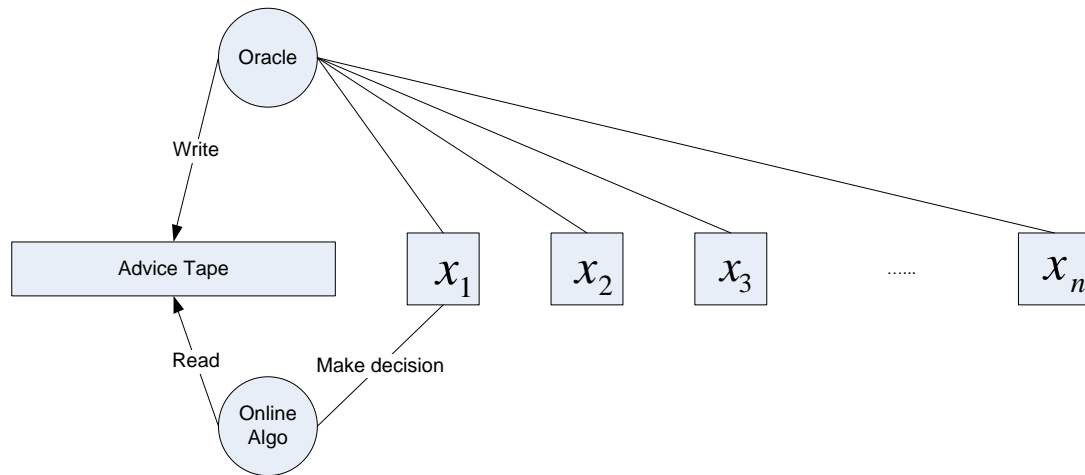 Oracle
Write
Advice Tape
x₁
x₂
x₃
......
xₙ
Read
Make decision
Online
Algo